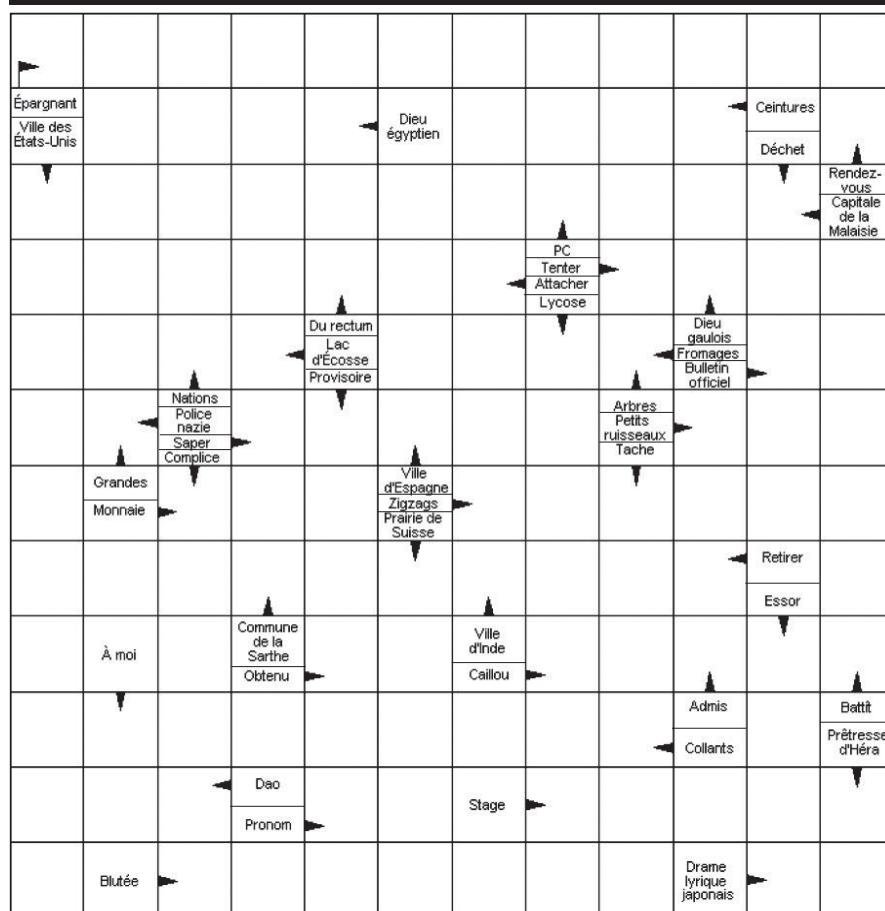 Épargnant
Ville des
États-Unis
Dieu
égyptien
Ceintures
Déchet
Rendez-
vous
Capitale
de la
Malaisie
PC
Tenter
Attacher
Lycose
Du rectum
Lac
d'Écosse
Provisoire
Dieu
gaulois
Fromages
Bulletin
officiel
Nations
Police
nazie
Saper
Complice
Arbres
Petits
ruisseaux
Tache
Grandes
Monnaie
Ville
d'Espagne
Zigzags
Prairie de
Suisse
Retirer
Essor
À moi
Commune
de la
Sarthe
Obtenu
Ville
d'Inde
Caillou
Admis
Collants
Battît
Prêtresse
d'Héra
Dao
Pronom
Stage
Blutée
Drame
lyrique
japonais